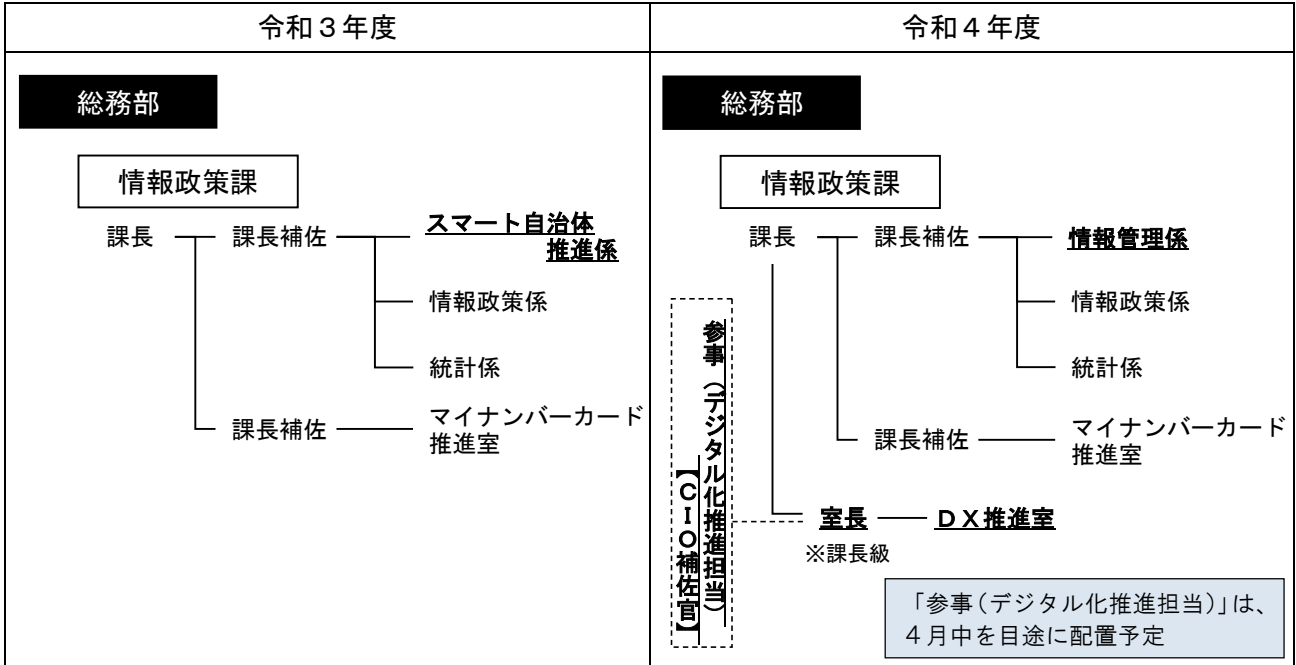 令和３年度
総務部
情報政策課
課長
課長補佐
スマート自治体
推進係
情報政策係
統計係
課長補佐
マイナンバーカード
推進室
令和４年度
総務部
情報政策課
課長
課長補佐
情報管理係
情報政策係
統計係
課長補佐
マイナンバーカード
推進室
参事（デジタル化推進担当）
【ＣＩＯ補佐官】
室長
ＤＸ推進室
※課長級
「参事（デジタル化推進担当）」は、
４月中を目途に配置予定